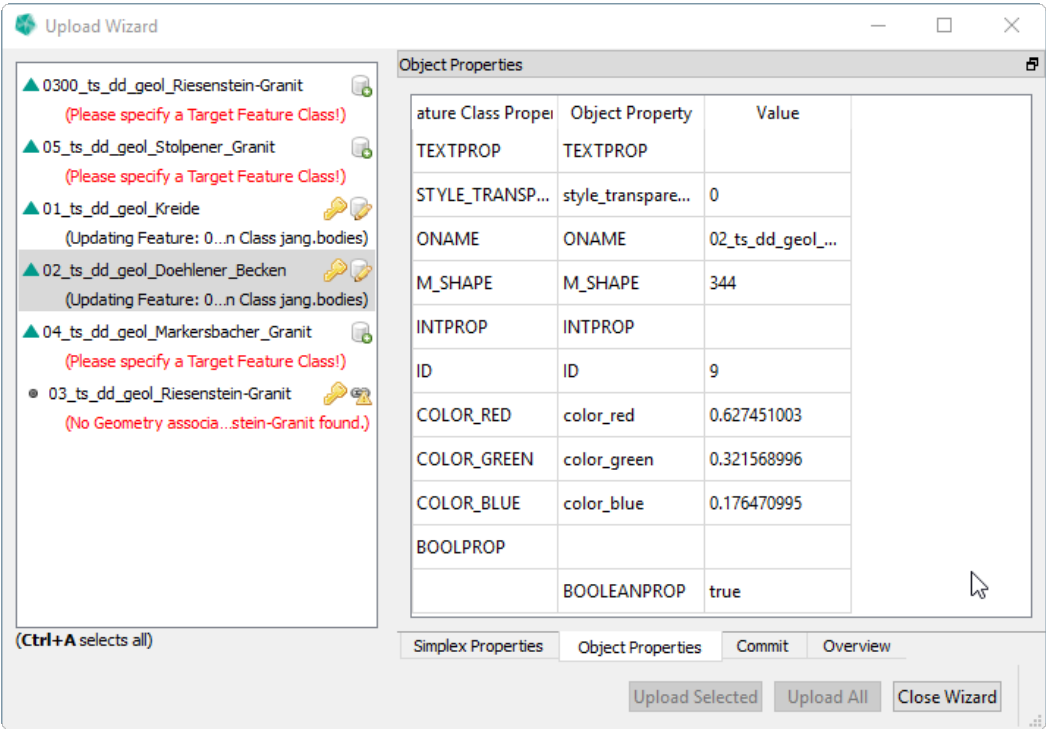 Upload Wizard
0300_ts_dd_geol_Riesenstein-Granit
(Please specify a Target Feature Class!)
05_ts_dd_geol_Stolpener_Granit
(Please specify a Target Feature Class!)
01_ts_dd_geol_Kreide
(Updating Feature: 0...n Class jang.bodies)
02_ts_dd_geol_Doehlener_Becken
(Updating Feature: 0...n Class jang.bodies)
04_ts_dd_geol_Markersbacher_Granit
(Please specify a Target Feature Class!)
03_ts_dd_geol_Riesenstein-Granit
(No Geometry associa...stein-Granit found.)
(Ctrl+A selects all)
Object Properties
ature Class Proper Object Property Value
TEXTPROP TEXTPROP
STYLE_TRANSP... style_transpare... 0
ONAME ONAME 02_ts_dd_geol_...
M_SHAPE M_SHAPE 344
INTPROP INTPROP
ID ID 9
COLOR_RED color_red 0.627451003
COLOR_GREEN color_green 0.321568996
COLOR_BLUE color_blue 0.176470995
BOOLPROP
BOOLEANPROP true
Simplex Properties Object Properties Commit Overview
Upload Selected Upload All Close Wizard